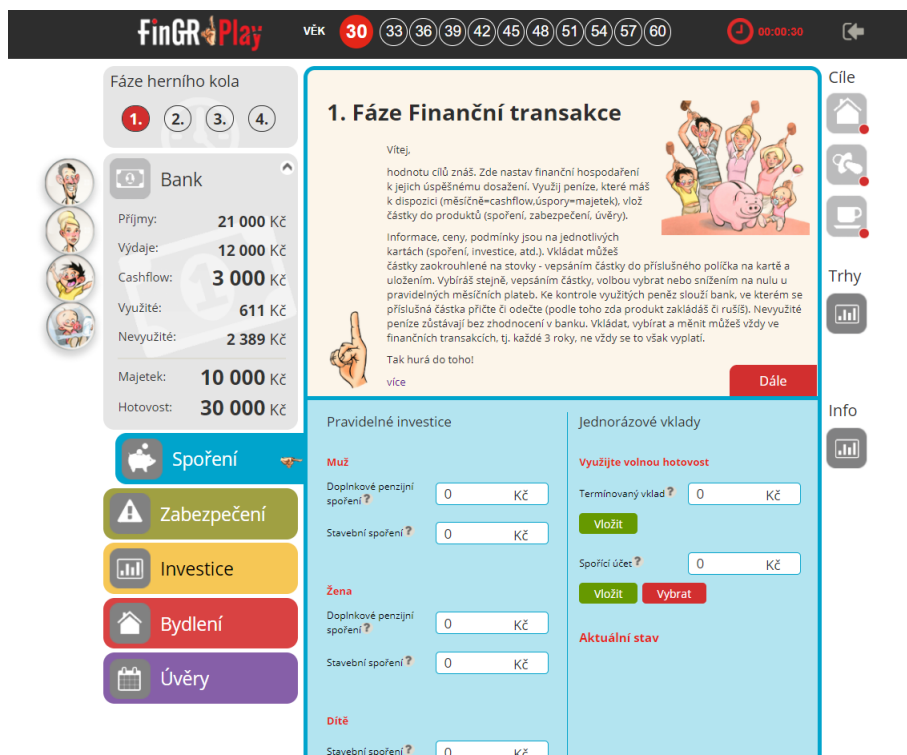 FinGR Play
VĚK 30 33 36 39 42 45 48 51 54 57 60
00:00:30
Fáze herního kola
1. 2. 3. 4.
Bank
Příjmy: 21 000 Kč
Výdaje: 12 000 Kč
Cashflow: 3 000 Kč
Využité: 611 Kč
Nevyužité: 2 389 Kč
Majetek: 10 000 Kč
Hotovost: 30 000 Kč
Spoření
Zabezpečení
Investice
Bydlení
Úvěry
1. Fáze Finanční transakce
Vítej,
hodnotu cílů znáš. Zde nastav finanční hospodaření
k jejich úspěšnému dosažení. Využij peníze, které máš
k dispozici (měsíčně=cashflow,úspory=majetek), vlož
částky do produktů (spoření, zabezpečení, úvěry).
Informace, ceny, podmínky jsou na jednotlivých
kartách (spoření, investice, atd.). Vkládat můžeš
částky zaokrouhlené na stovky - vepsáním částky do příslušného políčka na kartě a
uložením. Vybíráš stejně, vepsáním částky, volbou vybrat nebo snížením na nulu u
pravidelných měsíčních plateb. Ke kontrole využitých peněz slouží bank, ve kterém se
příslušná částka přičte či odečte (podle toho zda produkt zakládáš či rušíš). Nevyužité
peníze zůstávají bez zhodnocení v banku. Vkládat, vybírat a měnit můžeš vždy ve
finančních transakcích, tj. každé 3 roky, ne vždy se to však vyplatí.
Tak hurá do toho!
více
Dále
Pravidelné investice
Muž
Doplnkové penzijní
spoření ? 0 Kč
Stavební spoření ? 0 Kč
Žena
Doplnkové penzijní
spoření ? 0 Kč
Stavební spoření ? 0 Kč
Dítě
Stavební spoření ? 0 Kč
Jednorázové vklady
Využijte volnou hotovost
Termínovaný vklad ? 0 Kč
Vložit
Spořící účet ? 0 Kč
Vložit Vybrat
Aktuální stav
Cíle
Trhy
Info